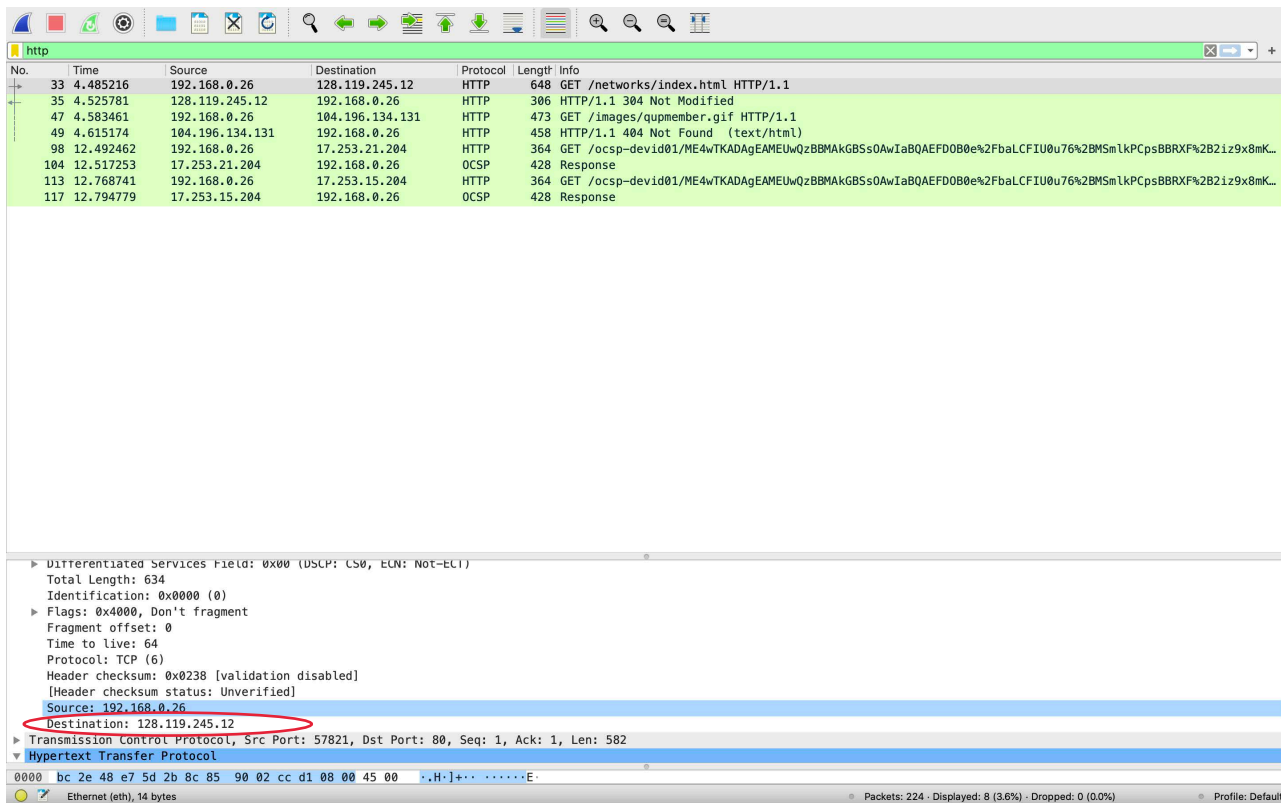 http
+
No. Time Source Destination Protocol Length Info
33 4.485216 192.168.0.26 128.119.245.12 HTTP 648 GET /networks/index.html HTTP/1.1
35 4.525781 128.119.245.12 192.168.0.26 HTTP 306 HTTP/1.1 304 Not Modified
47 4.583461 192.168.0.26 104.196.134.131 HTTP 473 GET /images/qupmember.gif HTTP/1.1
49 4.615174 104.196.134.131 192.168.0.26 HTTP 458 HTTP/1.1 404 Not Found (text/html)
98 12.492462 192.168.0.26 17.253.21.204 HTTP 364 GET /ocsp-devid01/ME4wTKADAgEAMEUwQzBBMAkGBSsOAwIaBQAEFDOB0e%2FbaLCFIU0u76%2BMSmlkPCpsBBRXF%2B2iz9x8mK…
104 12.517253 17.253.21.204 192.168.0.26 OCSP 428 Response
113 12.768741 192.168.0.26 17.253.15.204 HTTP 364 GET /ocsp-devid01/ME4wTKADAgEAMEUwQzBBMAkGBSsOAwIaBQAEFDOB0e%2FbaLCFIU0u76%2BMSmlkPCpsBBRXF%2B2iz9x8mK…
117 12.794779 17.253.15.204 192.168.0.26 OCSP 428 Response
Differentiated Services Field: 0x00 (DSCP: CS0, ECN: Not-ECT)
Total Length: 634
Identification: 0x0000 (0)
Flags: 0x4000, Don't fragment
Fragment offset: 0
Time to live: 64
Protocol: TCP (6)
Header checksum: 0x0238 [validation disabled]
[Header checksum status: Unverified]
Source: 192.168.0.26
Destination: 128.119.245.12
Transmission Control Protocol, Src Port: 57821, Dst Port: 80, Seq: 1, Ack: 1, Len: 582
Hypertext Transfer Protocol
0000 bc 2e 48 e7 5d 2b 8c 85 90 02 cc d1 08 00 45 00 ·.H·]+·· ······E·
Ethernet (eth), 14 bytes Packets: 224 · Displayed: 8 (3.6%) · Dropped: 0 (0.0%) Profile: Default